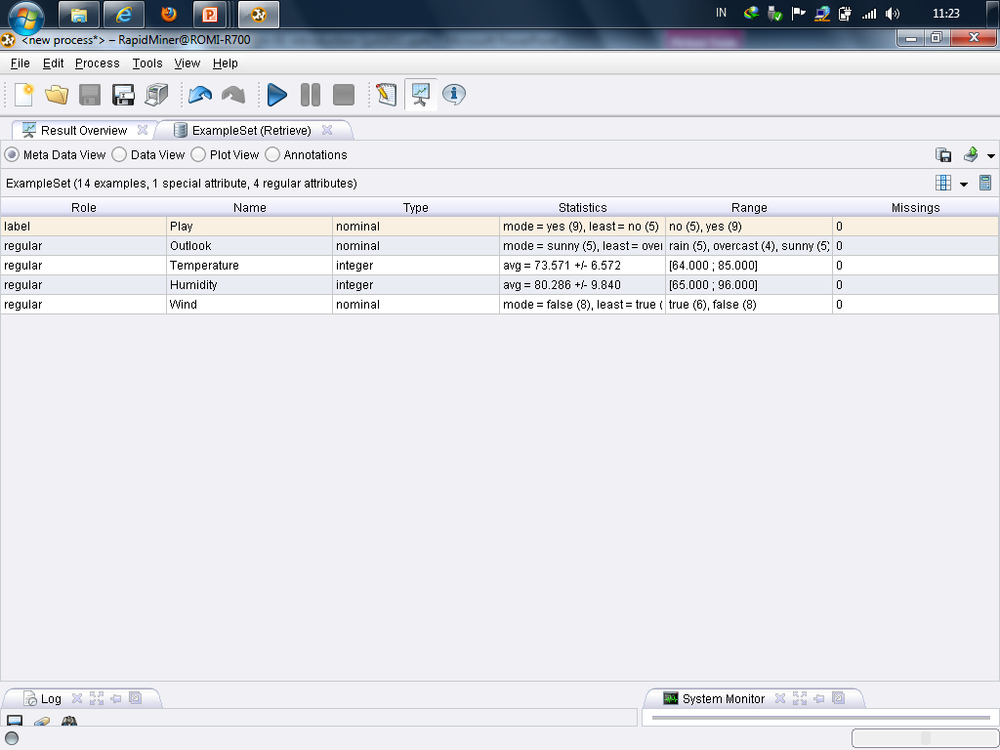 IN 11:23
<new process*> – RapidMiner@ROMI-R700
File Edit Process Tools View Help
Result Overview ExampleSet (Retrieve)
Meta Data View Data View Plot View Annotations
ExampleSet (14 examples, 1 special attribute, 4 regular attributes)
Role Name Type Statistics Range Missings
label Play nominal mode = yes (9), least = no (5) no (5), yes (9) 0
regular Outlook nominal mode = sunny (5), least = over rain (5), overcast (4), sunny (5) 0
regular Temperature integer avg = 73.571 +/- 6.572 [64.000 ; 85.000] 0
regular Humidity integer avg = 80.286 +/- 9.840 [65.000 ; 96.000] 0
regular Wind nominal mode = false (8), least = true ( true (6), false (8) 0
Log System Monitor